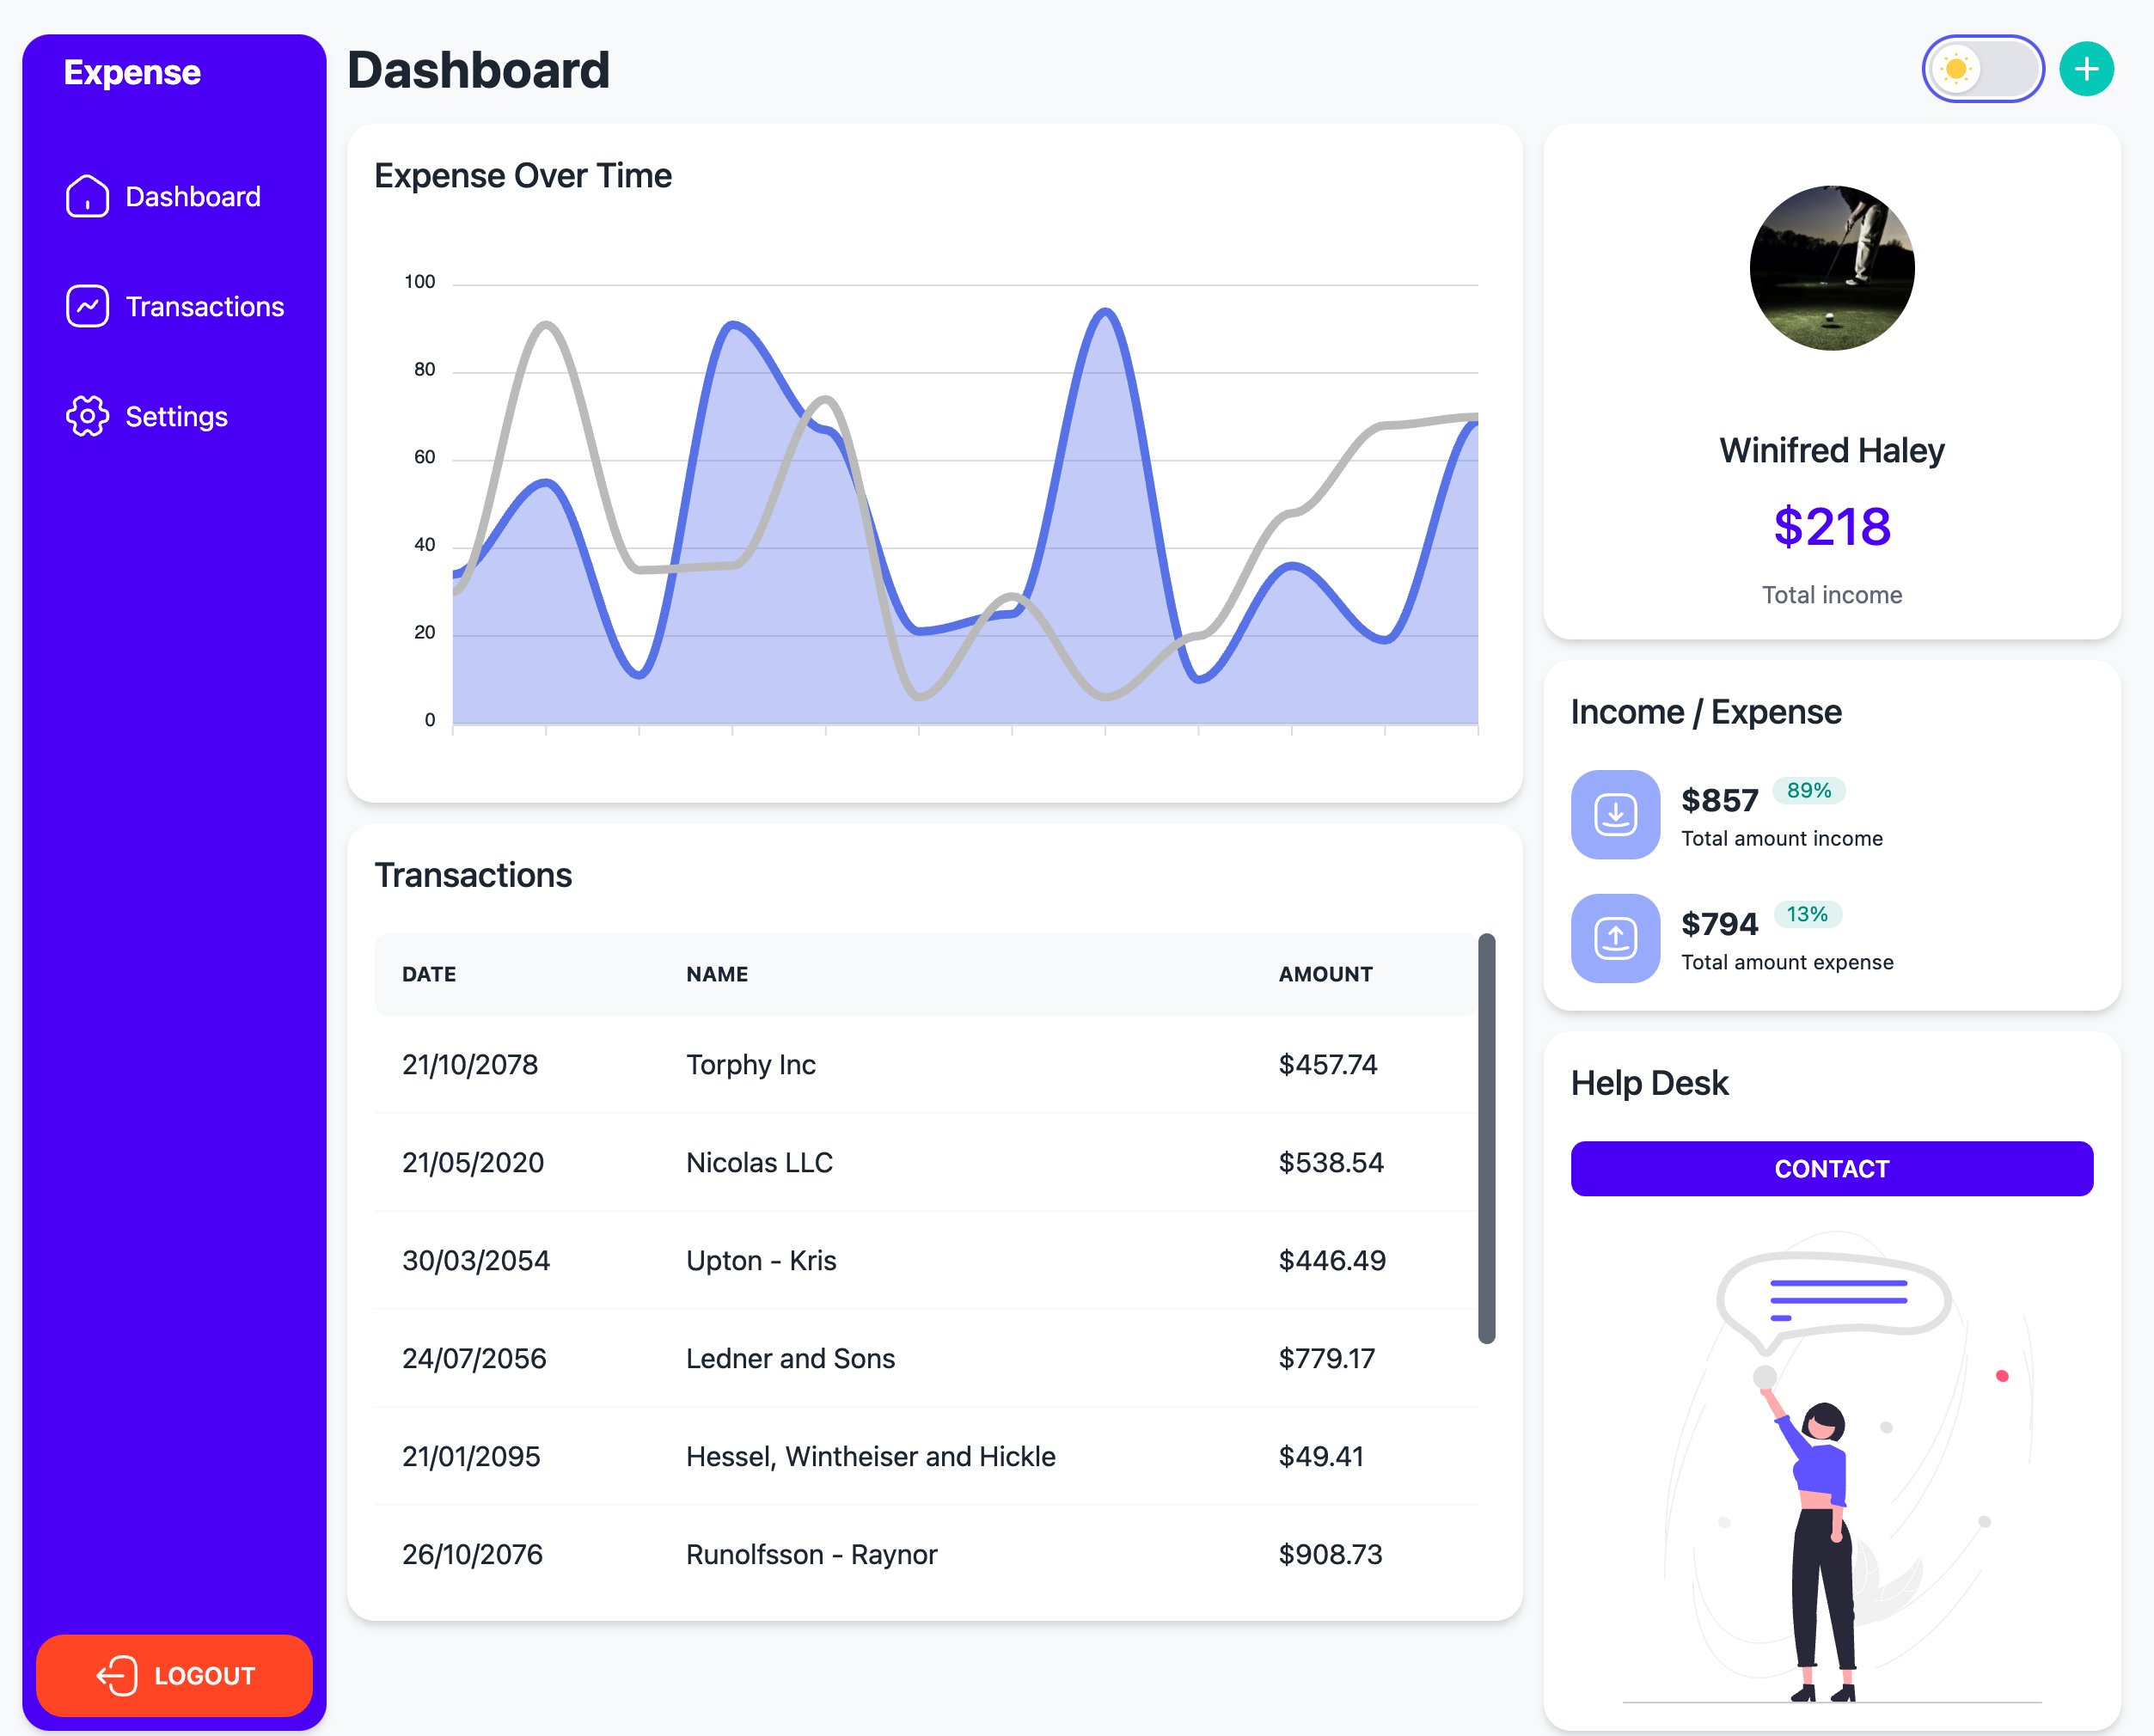 Expense
Dashboard
Transactions
Settings
LOGOUT
Dashboard
Expense Over Time
100
80
60
40
20
0
Transactions
DATE NAME AMOUNT
21/10/2078 Torphy Inc $457.74
21/05/2020 Nicolas LLC $538.54
30/03/2054 Upton - Kris $446.49
24/07/2056 Ledner and Sons $779.17
21/01/2095 Hessel, Wintheiser and Hickle $49.41
26/10/2076 Runolfsson - Raynor $908.73
Winifred Haley
$218
Total income
Income / Expense
$857 89%
Total amount income
$794 13%
Total amount expense
Help Desk
CONTACT